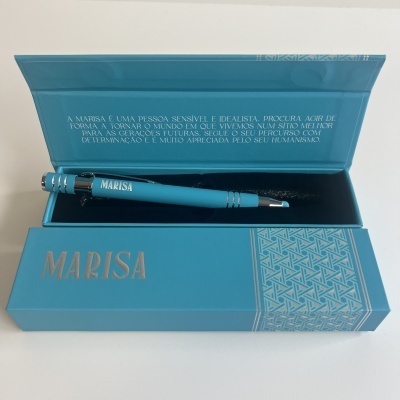 A MARISA É UMA PESSOA SENSÍVEL E IDEALISTA. PROCURA AGIR DE
FORMA A TORNAR O MUNDO EM QUE VIVEMOS NUM SÍTIO MELHOR
PARA AS GERAÇÕES FUTURAS. SEGUE O SEU PERCURSO COM
DETERMINAÇÃO E É MUITO APRECIADA PELO SEU HUMANISMO.
MARISA
MARISA